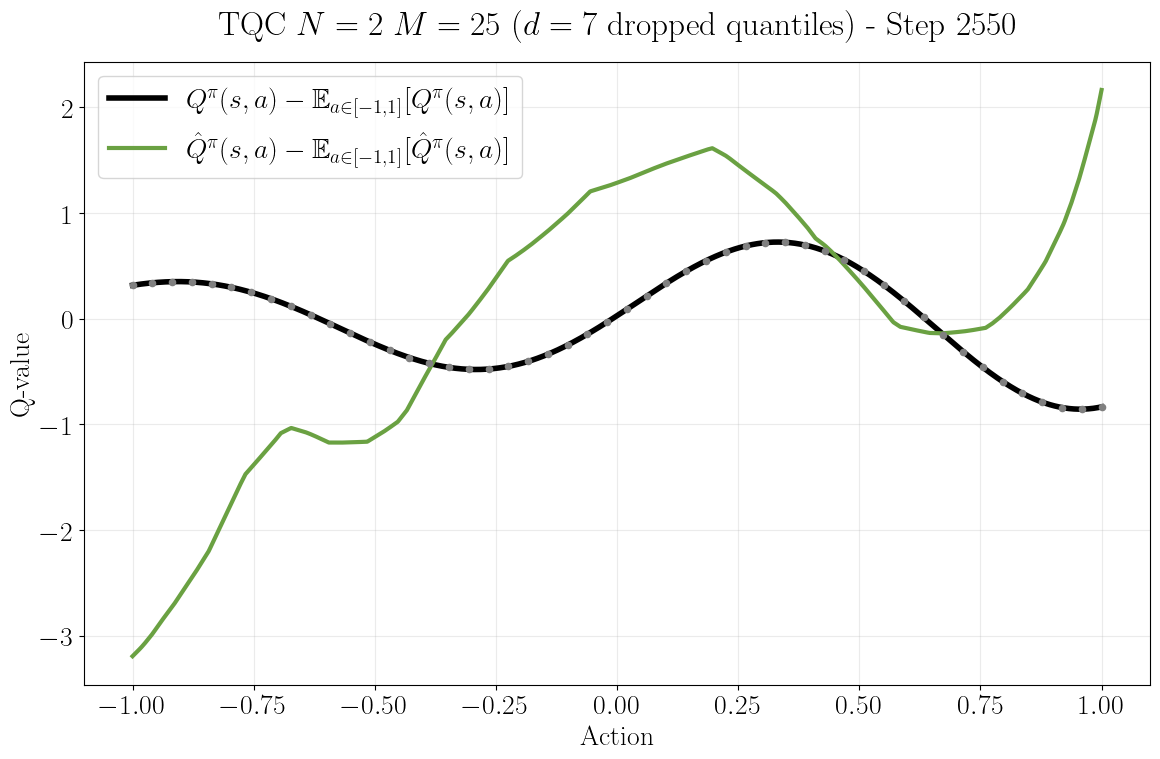 TQC $N = 2$ $M = 25$ ($d = 7$ dropped quantiles) - Step 2550
$Q^{\pi}(s, a) - \mathbb{E}_{a \in [-1,1]}[Q^{\pi}(s, a)]$
$\hat{Q}^{\pi}(s, a) - \mathbb{E}_{a \in [-1,1]}[\hat{Q}^{\pi}(s, a)]$
Q-value
2
1
0
−1
−2
−3
−1.00 −0.75 −0.50 −0.25 0.00 0.25 0.50 0.75 1.00
Action